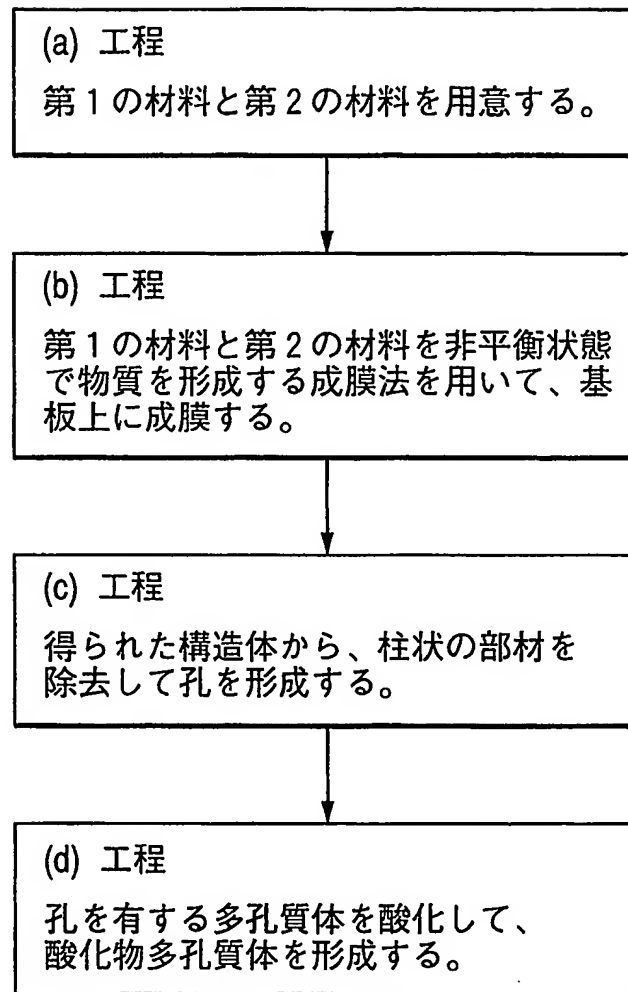 (a) 工程
第1の材料と第2の材料を用意する。
(b) 工程
第1の材料と第2の材料を非平衡状態
で物質を形成する成膜法を用いて、基
板上に成膜する。
(c) 工程
得られた構造体から、柱状の部材を
除去して孔を形成する。
(d) 工程
孔を有する多孔質体を酸化して、
酸化物多孔質体を形成する。